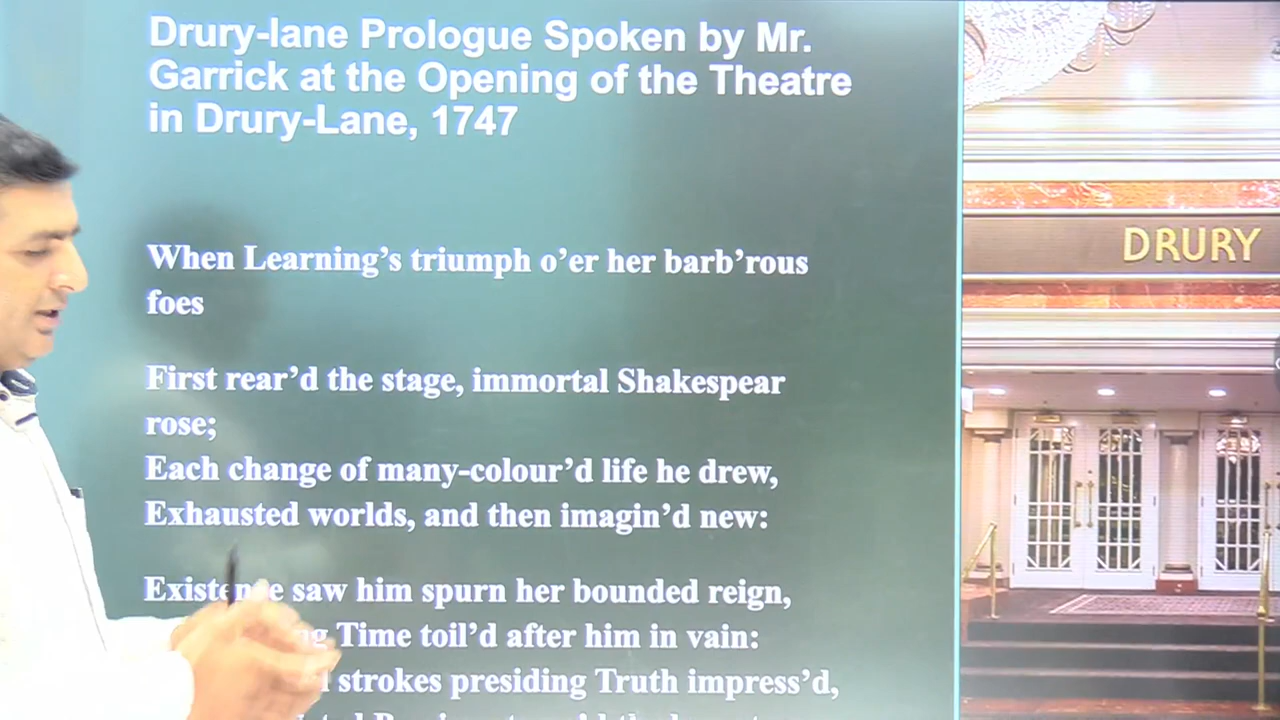 Drury-lane Prologue Spoken by Mr.
Garrick at the Opening of the Theatre
in Drury-Lane, 1747
DRURY
When Learning’s triumph o’er her barb’rous
foes
First rear’d the stage, immortal Shakespear
rose;
Each change of many-colour’d life he drew,
Exhausted worlds, and then imagin’d new:
Existence saw him spurn her bounded reign,
Time toil’d after him in vain:
strokes presiding Truth impress’d,